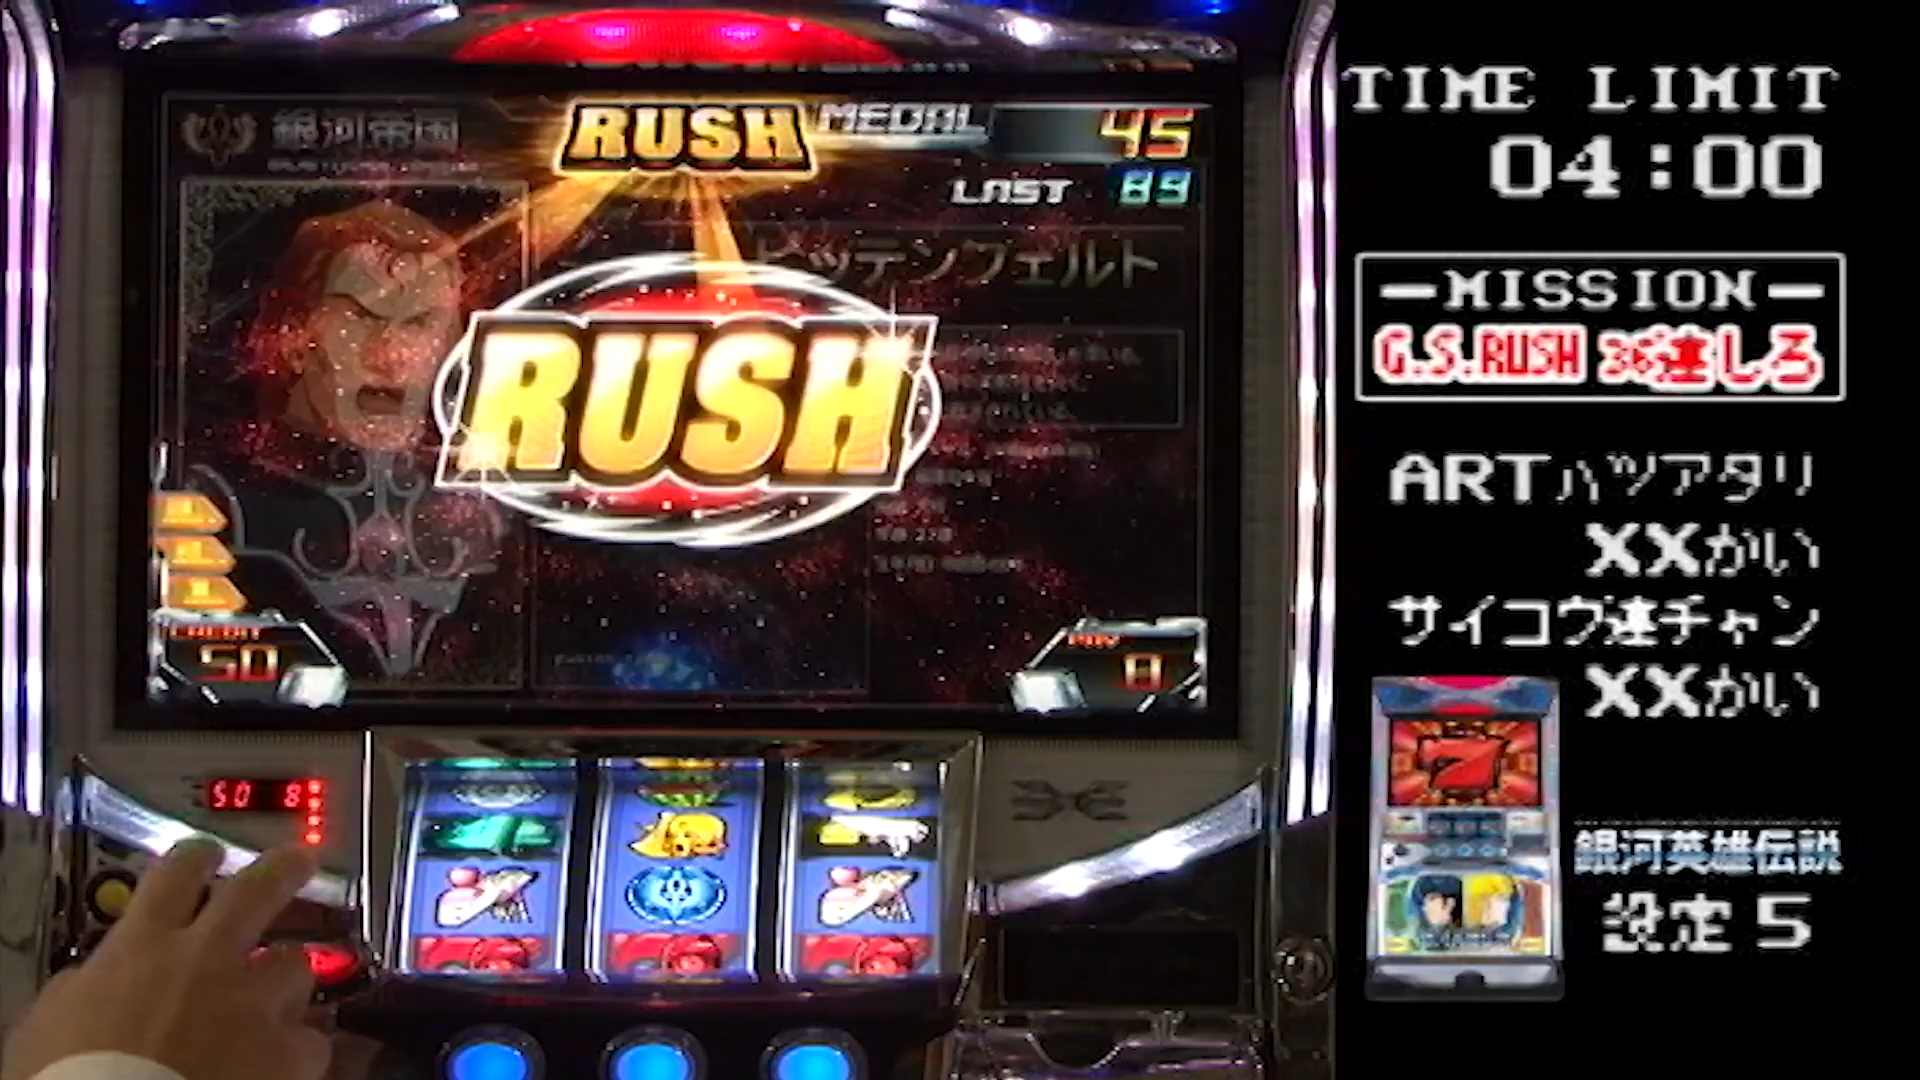 銀河帝国
RUSH
MEDAL
45
LAST 89
ビッテンフェルト
RUSH
CREDIT
50
PAY
8
50 8
TIME LIMIT
04:00
MISSION
G.S.RUSH 36連しろ
ARTハツアタリ
XXかい
サイコウ連チャン
XXかい
銀河英雄伝説
設定 5